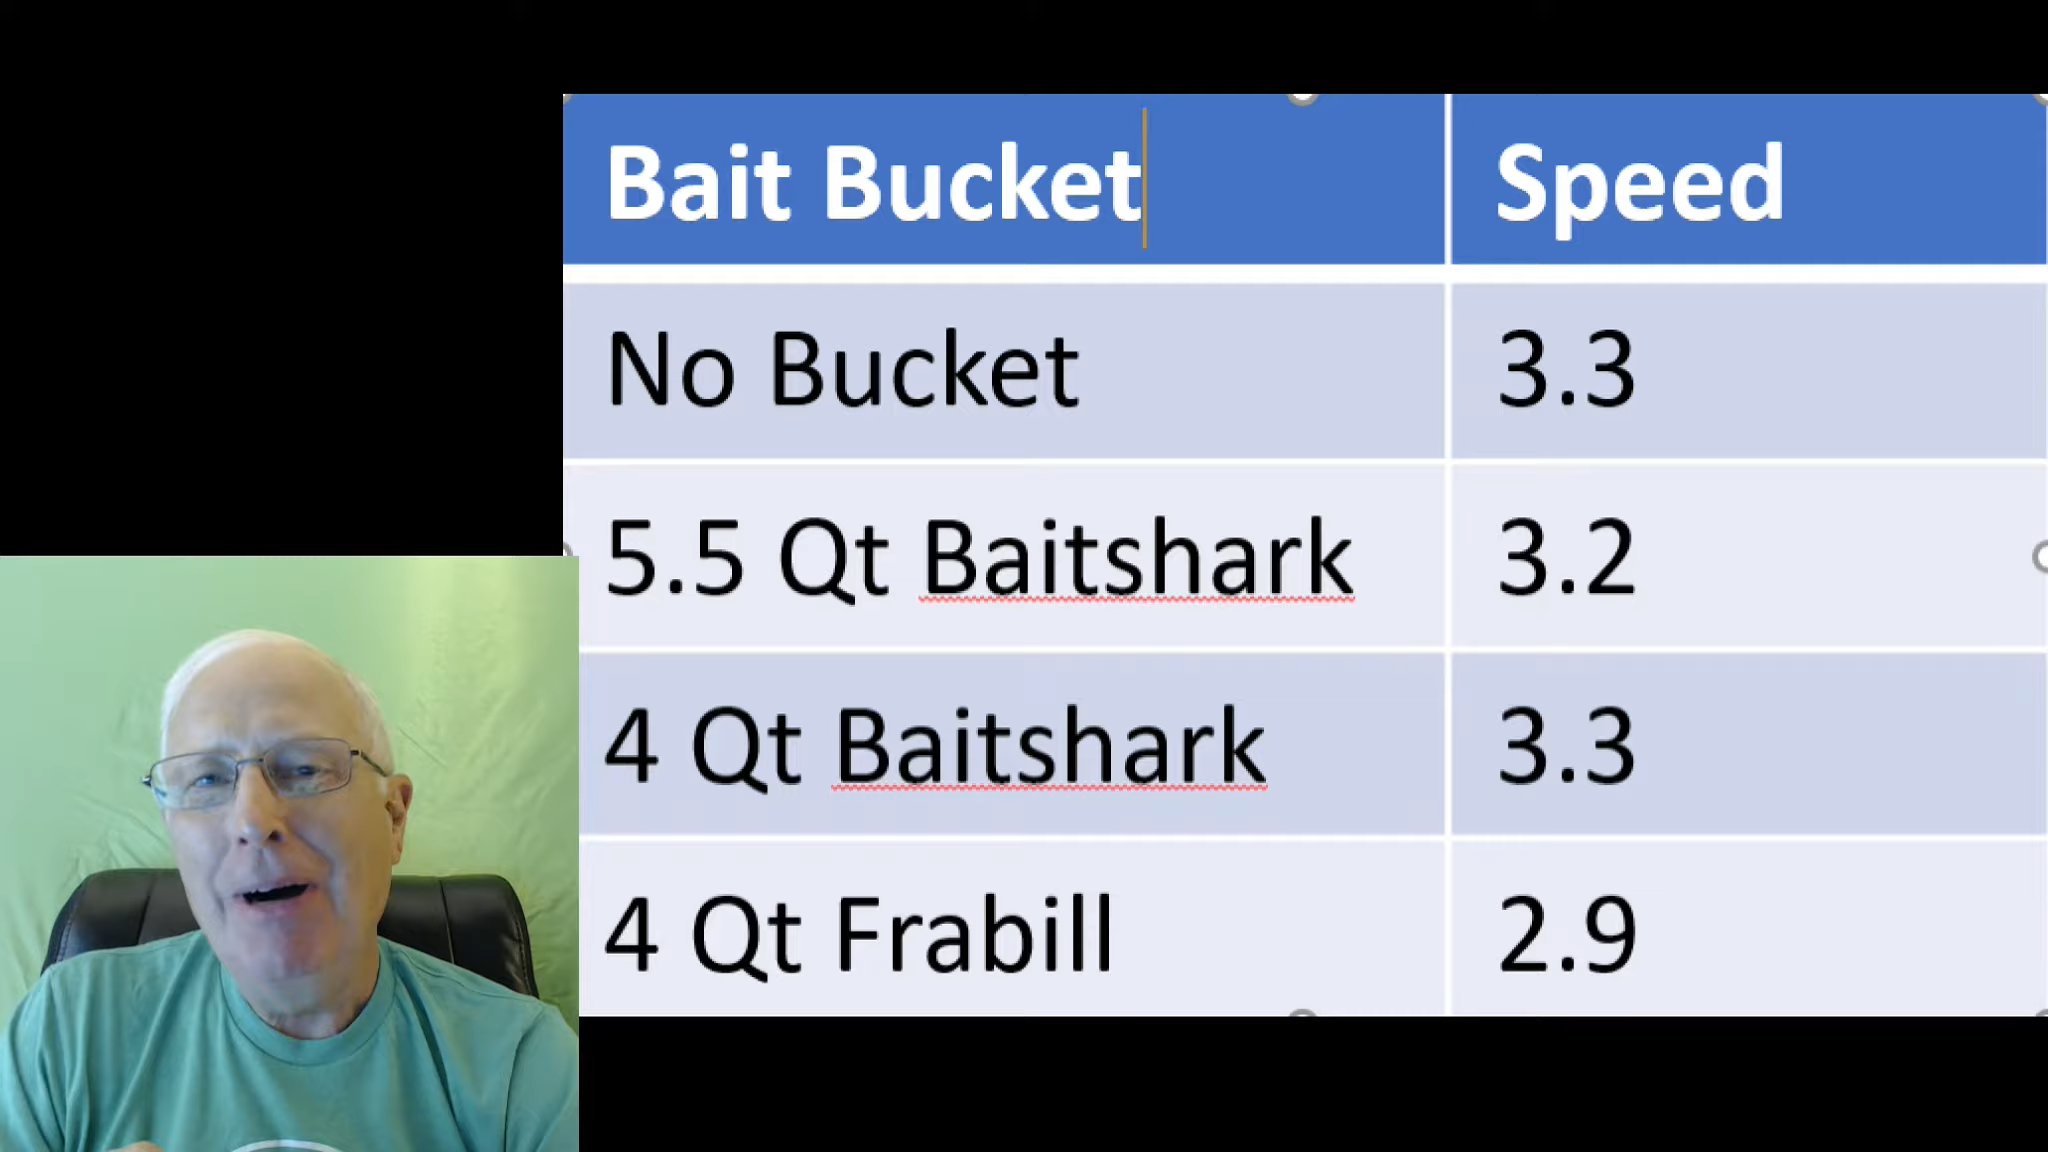 Bait Bucket Speed
No Bucket 3.3
5.5 Qt Baitshark 3.2
4 Qt Baitshark 3.3
4 Qt Frabill 2.9